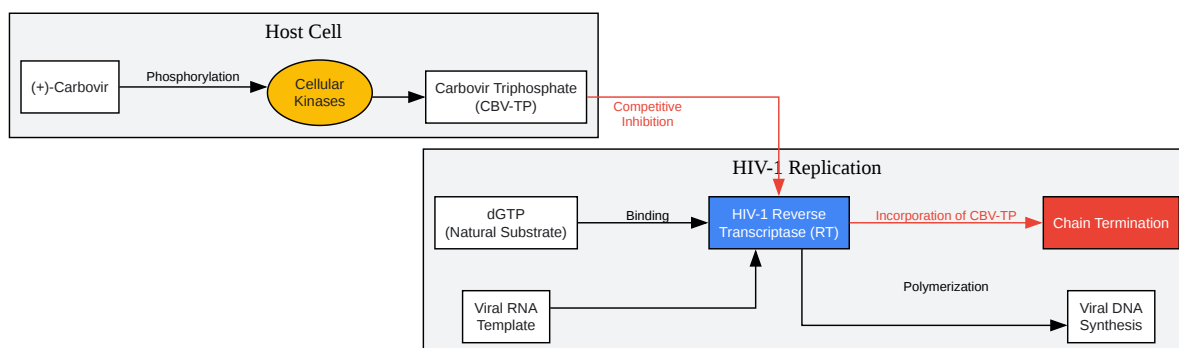 Host Cell
(+)-Carbovir
Phosphorylation
Cellular
Kinases
Carbovir Triphosphate
(CBV-TP)
Competitive
Inhibition
HIV-1 Replication
dGTP
(Natural Substrate)
Binding
HIV-1 Reverse
Transcriptase (RT)
Incorporation of CBV-TP
Chain Termination
Viral RNA
Template
Polymerization
Viral DNA
Synthesis